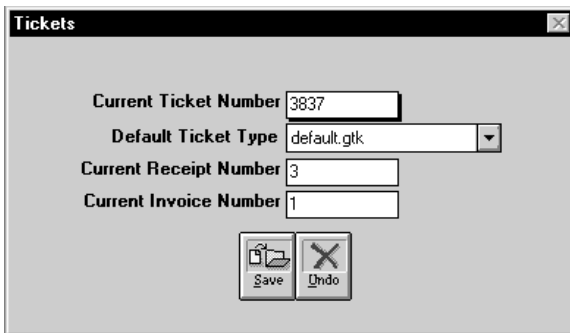 Tickets
Current Ticket Number 3837
Default Ticket Type default.gtk
Current Receipt Number 3
Current Invoice Number 1
Save Undo